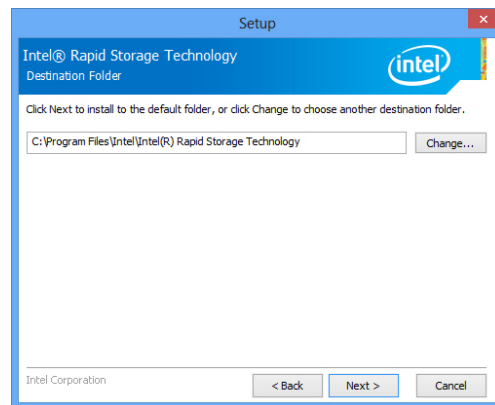 Setup
Intel® Rapid Storage Technology
Destination Folder
intel
Click Next to install to the default folder, or click Change to choose another destination folder.
C:\Program Files\Intel\Intel(R) Rapid Storage Technology
Change...
Intel Corporation
< Back
Next >
Cancel